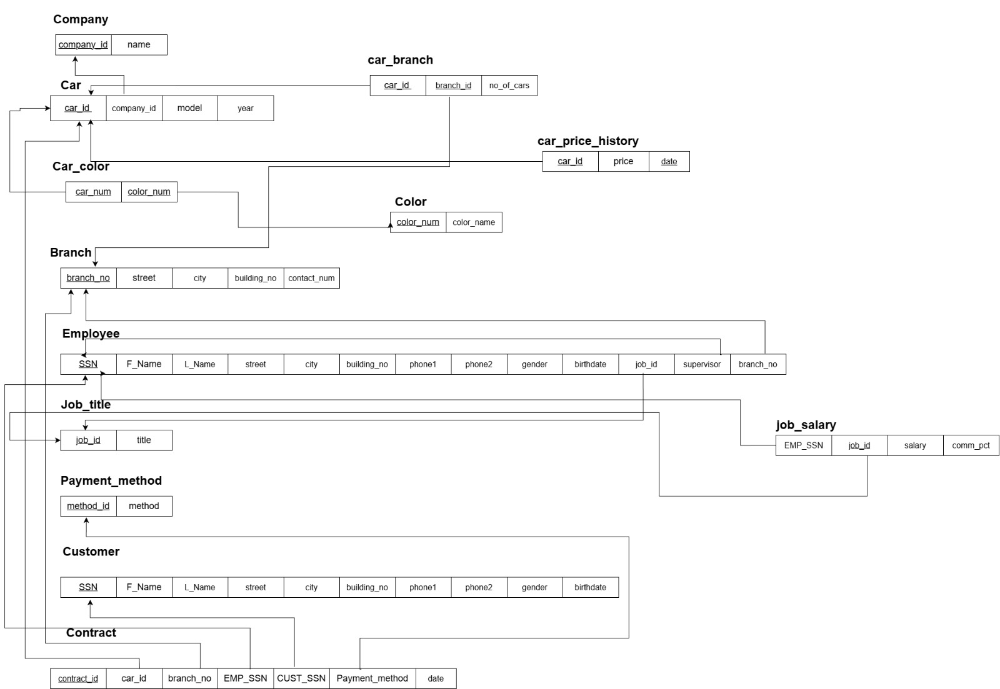 Company
company_id name
car_branch
car_id branch_id no_of_cars
Car
car_id company_id model year
car_price_history
car_id price date
Car_color
car_num color_num
Color
color_num color_name
Branch
branch_no street city building_no contact_num
Employee
SSN F_Name L_Name street city building_no phone1 phone2 gender birthdate job_id supervisor branch_no
Job_title
job_id title
job_salary
EMP_SSN job_id salary comm_pct
Payment_method
method_id method
Customer
SSN F_Name L_Name street city building_no phone1 phone2 gender birthdate
Contract
contract_id car_id branch_no EMP_SSN CUST_SSN Payment_method date